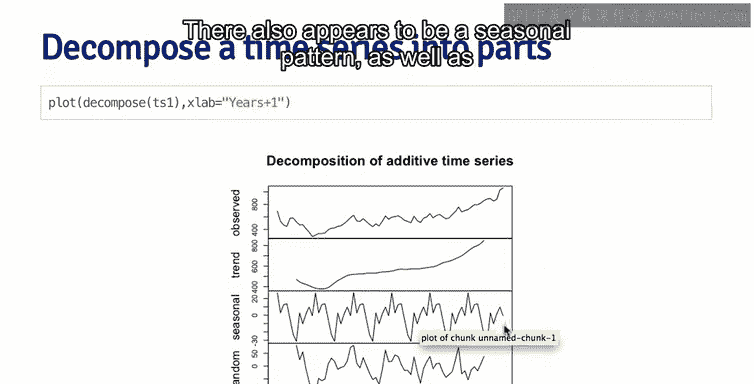 There also appears to be a seasonal
pattern, as well as
Decompose a time series into parts
plot(decompose(ts1),xlab="Years+1")
Decomposition of additive time series
observed
800
400
trend
800
600
400
seasonal
20
0
-30
plot of chunk unnamed-chunk-1
andom
50
0